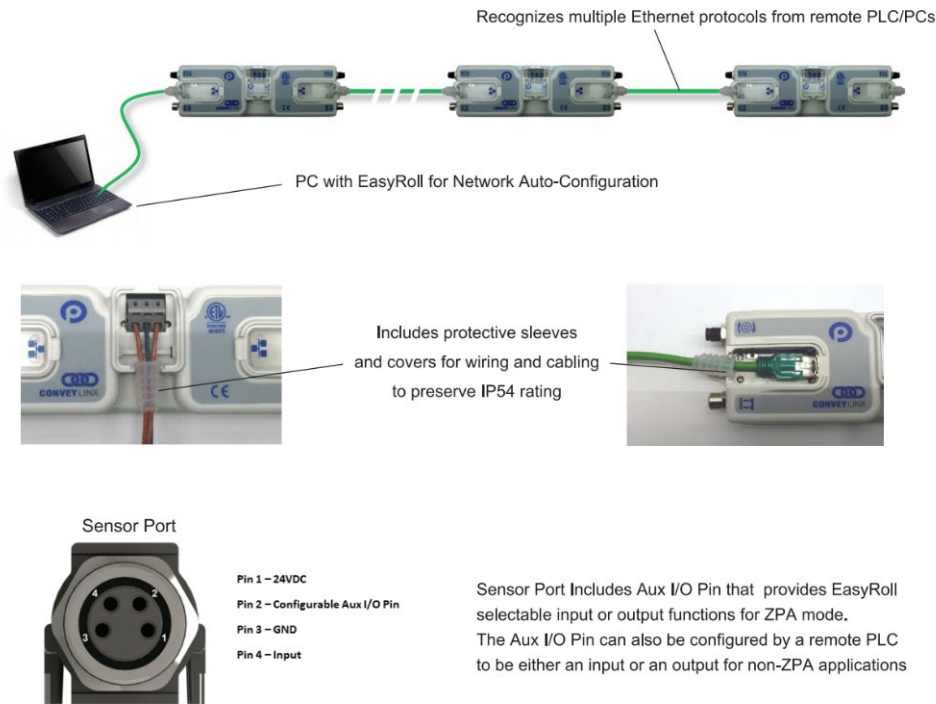 Recognizes multiple Ethernet protocols from remote PLC/PCs
PC with EasyRoll for Network Auto-Configuration
Includes protective sleeves
and covers for wiring and cabling
to preserve IP54 rating
CONVEYLINX
CE
CONVEYLINX
Sensor Port
4
2
3
1
Pin 1 – 24VDC
Pin 2 – Configurable Aux I/O Pin
Pin 3 – GND
Pin 4 – Input
Sensor Port Includes Aux I/O Pin that provides EasyRoll
selectable input or output functions for ZPA mode.
The Aux I/O Pin can also be configured by a remote PLC
to be either an input or an output for non-ZPA applications